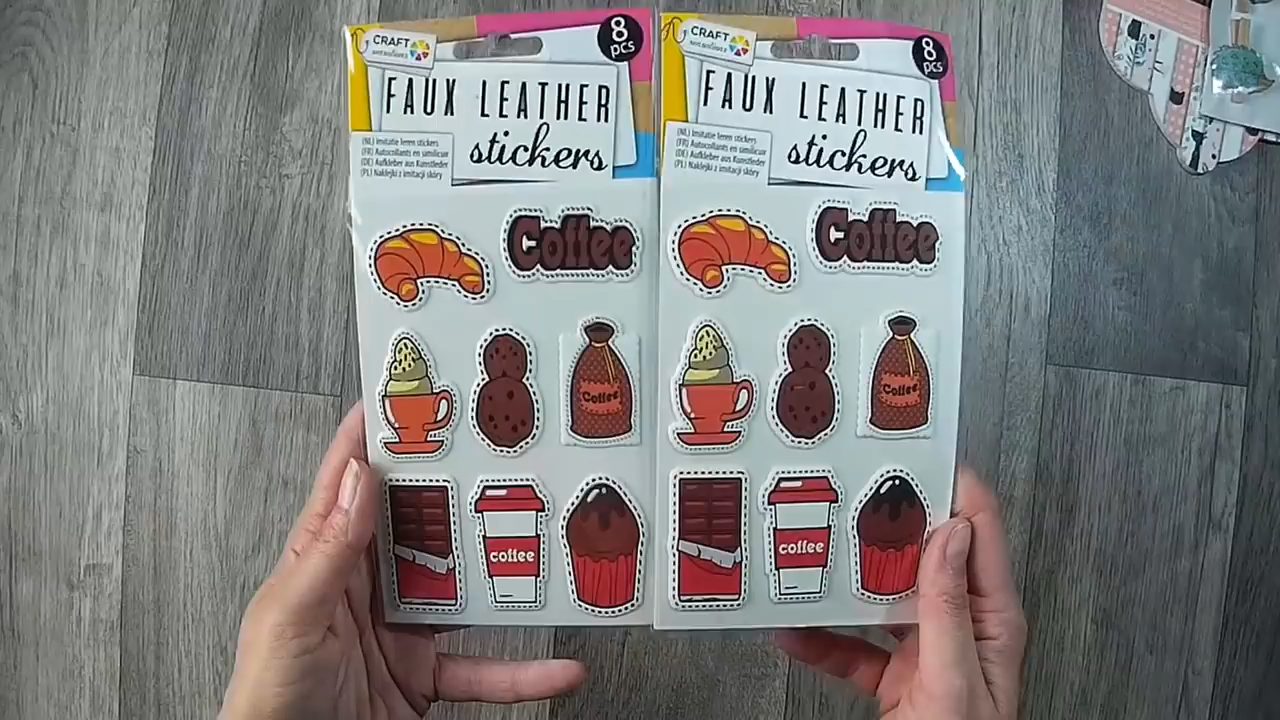 CRAFT
Sensations
8
pcs
FAUX LEATHER
stickers
(NL) Imitatie leren stickers
(FR) Autocollants en similicuir
(DE) Aufkleber aus Kunstleder
(PL) Naklejki z imitacji skóry
Coffee
Coffee
coffee
CRAFT
Sensations
8
pcs
FAUX LEATHER
stickers
(NL) Imitatie leren stickers
(FR) Autocollants en similicuir
(DE) Aufkleber aus Kunstleder
(PL) Naklejki z imitacji skóry
Coffee
Coffee
coffee